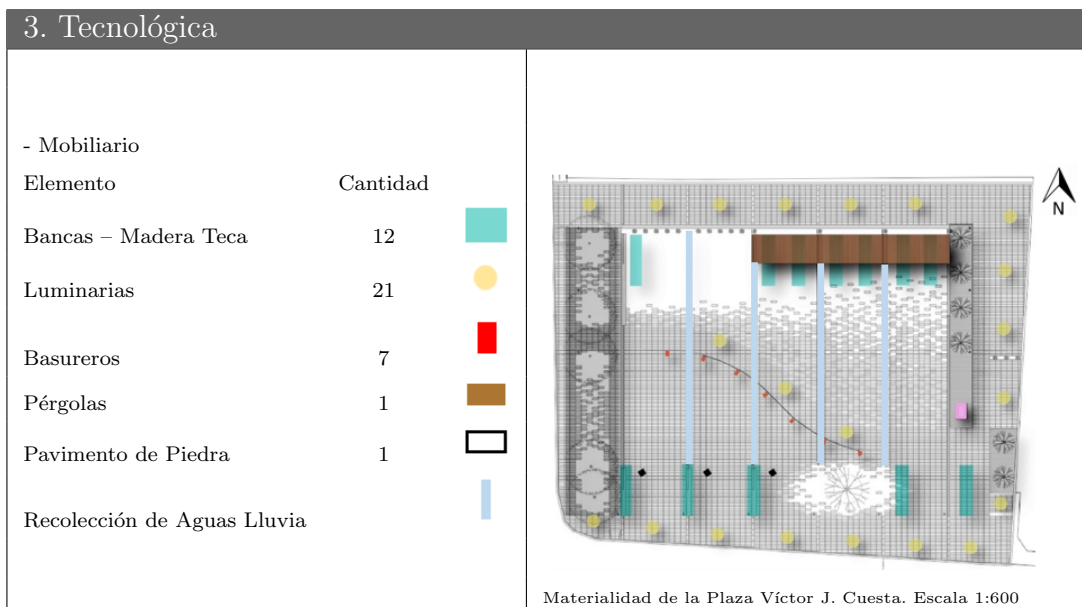 3. Tecnológica
- Mobiliario
Elemento Cantidad
Bancas – Madera Teca 12
Luminarias 21
Basureros 7
Pérgolas 1
Pavimento de Piedra 1
Recolección de Aguas Lluvia
N
Materialidad de la Plaza Víctor J. Cuesta. Escala 1:600